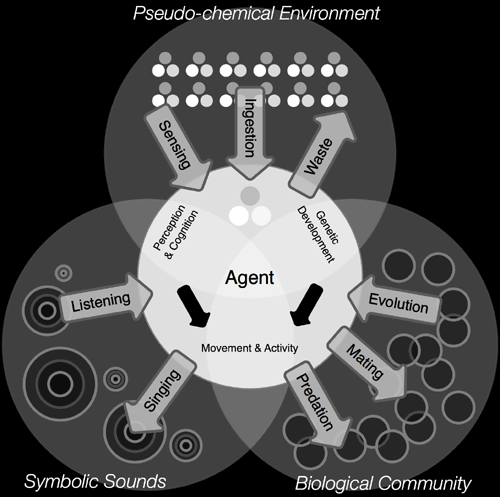 Pseudo-chemical Environment
Sensing
Ingestion
Waste
Perception
& Cognition
Genetic
Development
Agent
Listening
Evolution
Movement & Activity
Singing
Predation
Mating
Symbolic Sounds
Biological Community